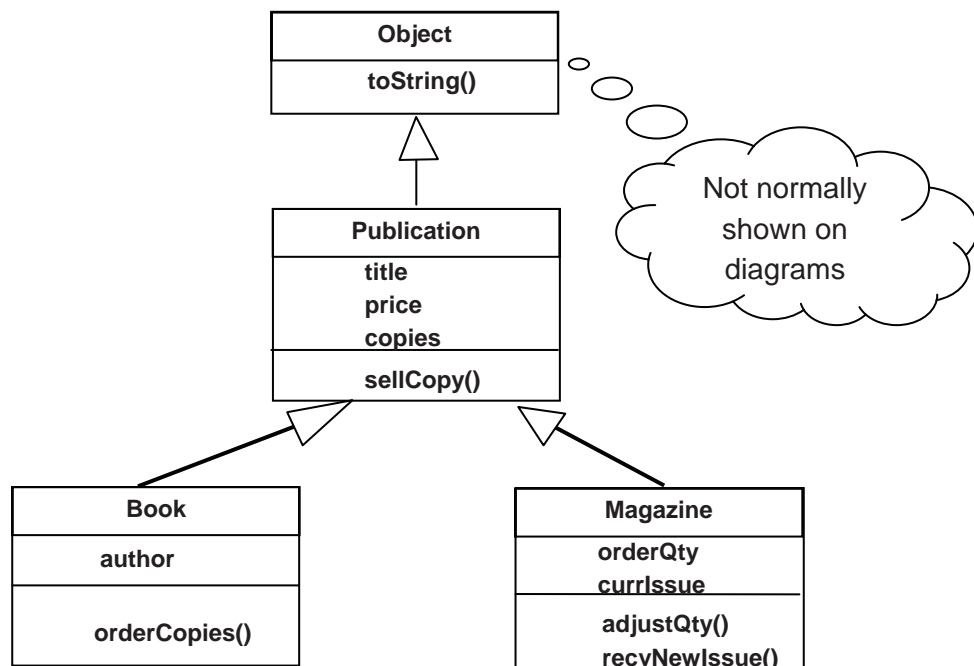 Object
toString()
Not normally
shown on
diagrams
Publication
title
price
copies
sellCopy()
Book
author
orderCopies()
Magazine
orderQty
currIssue
adjustQty()
recvNewIssue()